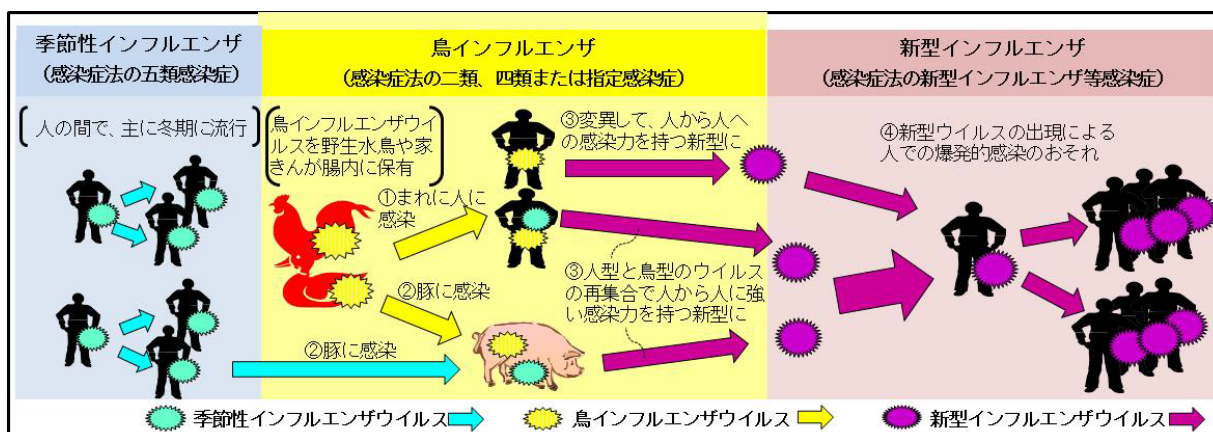 季節性インフルエンザ
（感染症法の五類感染症）
人の間で、主に冬期に流行
②豚に感染
鳥インフルエンザ
（感染症法の二類、四類または指定感染症）
鳥インフルエンザウイ
ルスを野生水鳥や家
きんが腸内に保有
①まれに人に
感染
②豚に感染
③変異して、人から人へ
の感染力を持つ新型に
③人型と鳥型のウイルス
の再集合で人から人に強
い感染力を持つ新型に
新型インフルエンザ
（感染症法の新型インフルエンザ等感染症）
④新型ウイルスの出現による
人での爆発的感染のおそれ
季節性インフルエンザウイルス
鳥インフルエンザウイルス
新型インフルエンザウイルス